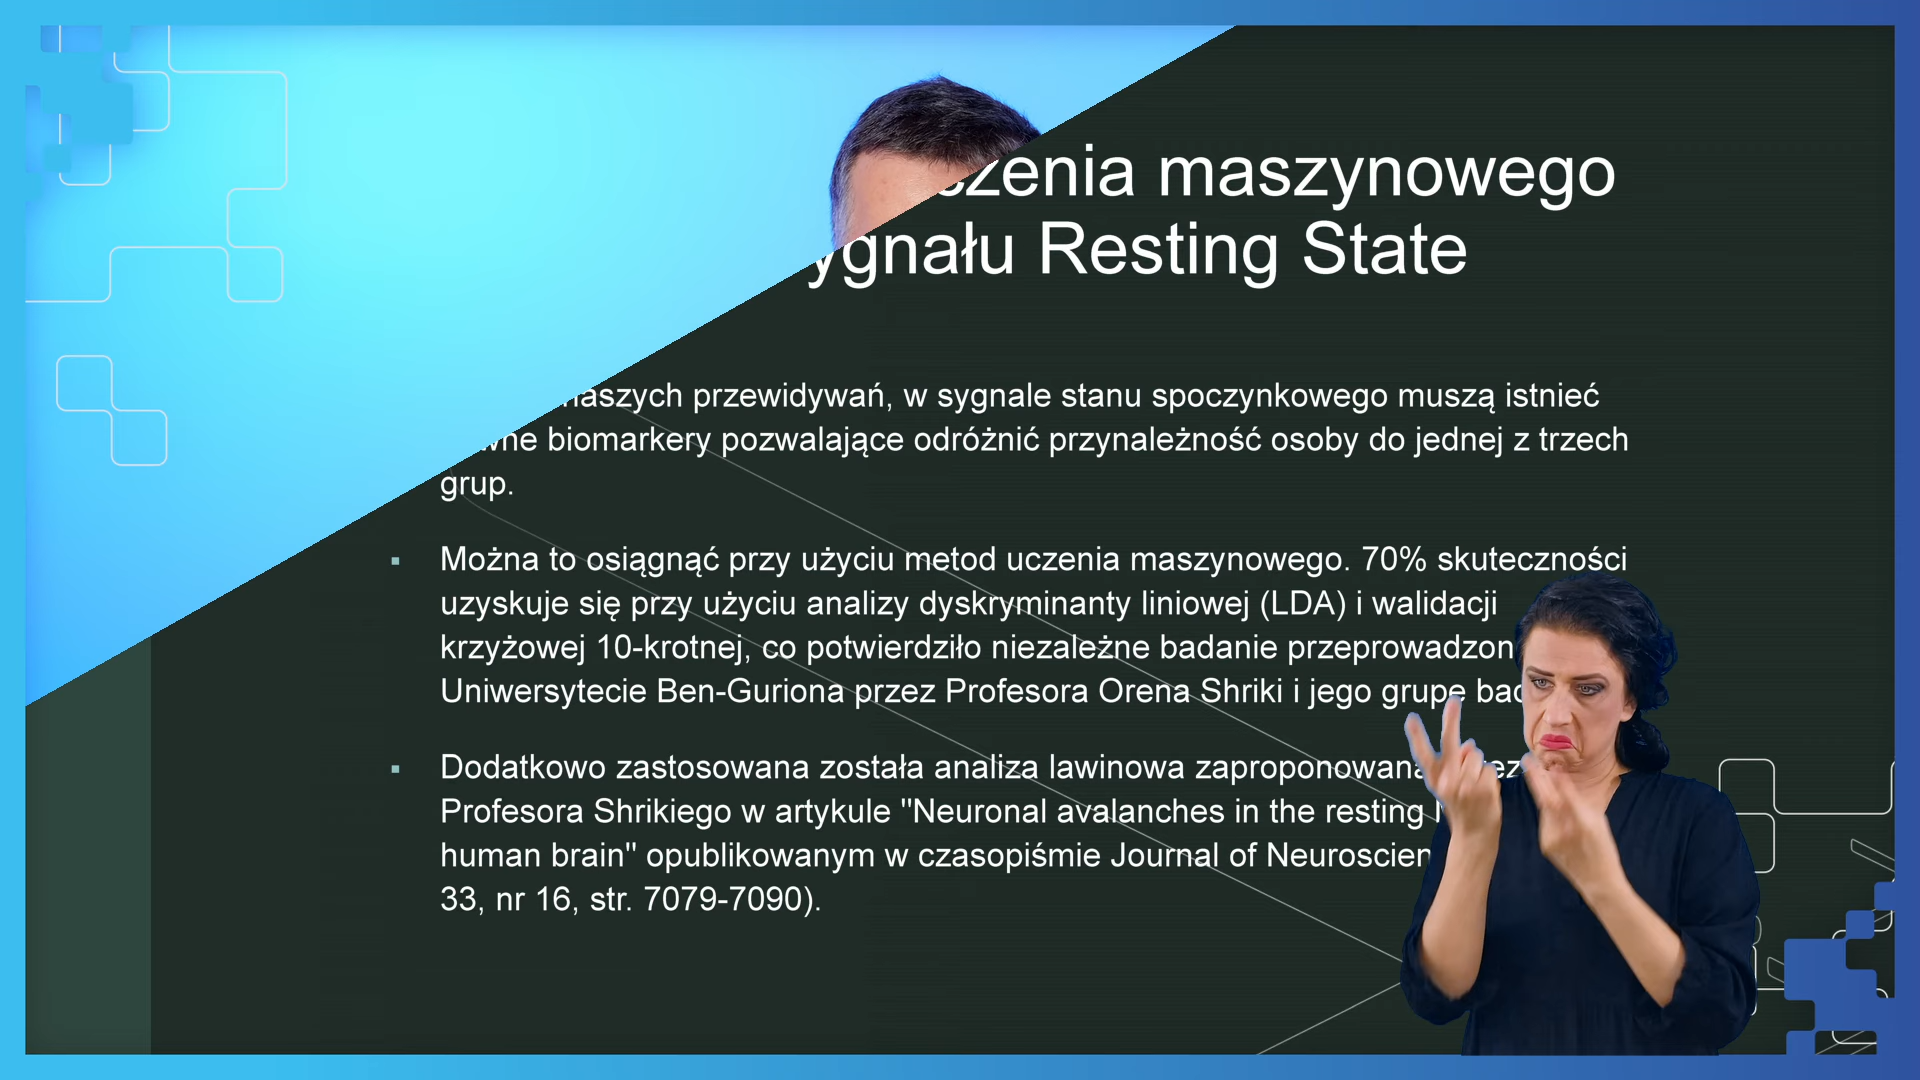 czenia maszynowego
ygnału Resting State
naszych przewidywań, w sygnale stanu spoczynkowego muszą istnieć
wne biomarkery pozwalające odróżnić przynależność osoby do jednej z trzech
grup.
Można to osiągnąć przy użyciu metod uczenia maszynowego. 70% skuteczności
uzyskuje się przy użyciu analizy dyskryminanty liniowej (LDA) i walidacji
krzyżowej 10-krotnej, co potwierdziło niezależne badanie przeprowadzon
Uniwersytecie Ben-Guriona przez Profesora Orena Shriki i jego grupę bad
Dodatkowo zastosowana została analiza lawinowa zaproponowana
Profesora Shrikiego w artykule "Neuronal avalanches in the resting
human brain" opublikowanym w czasopiśmie Journal of Neuroscien
33, nr 16, str. 7079-7090).